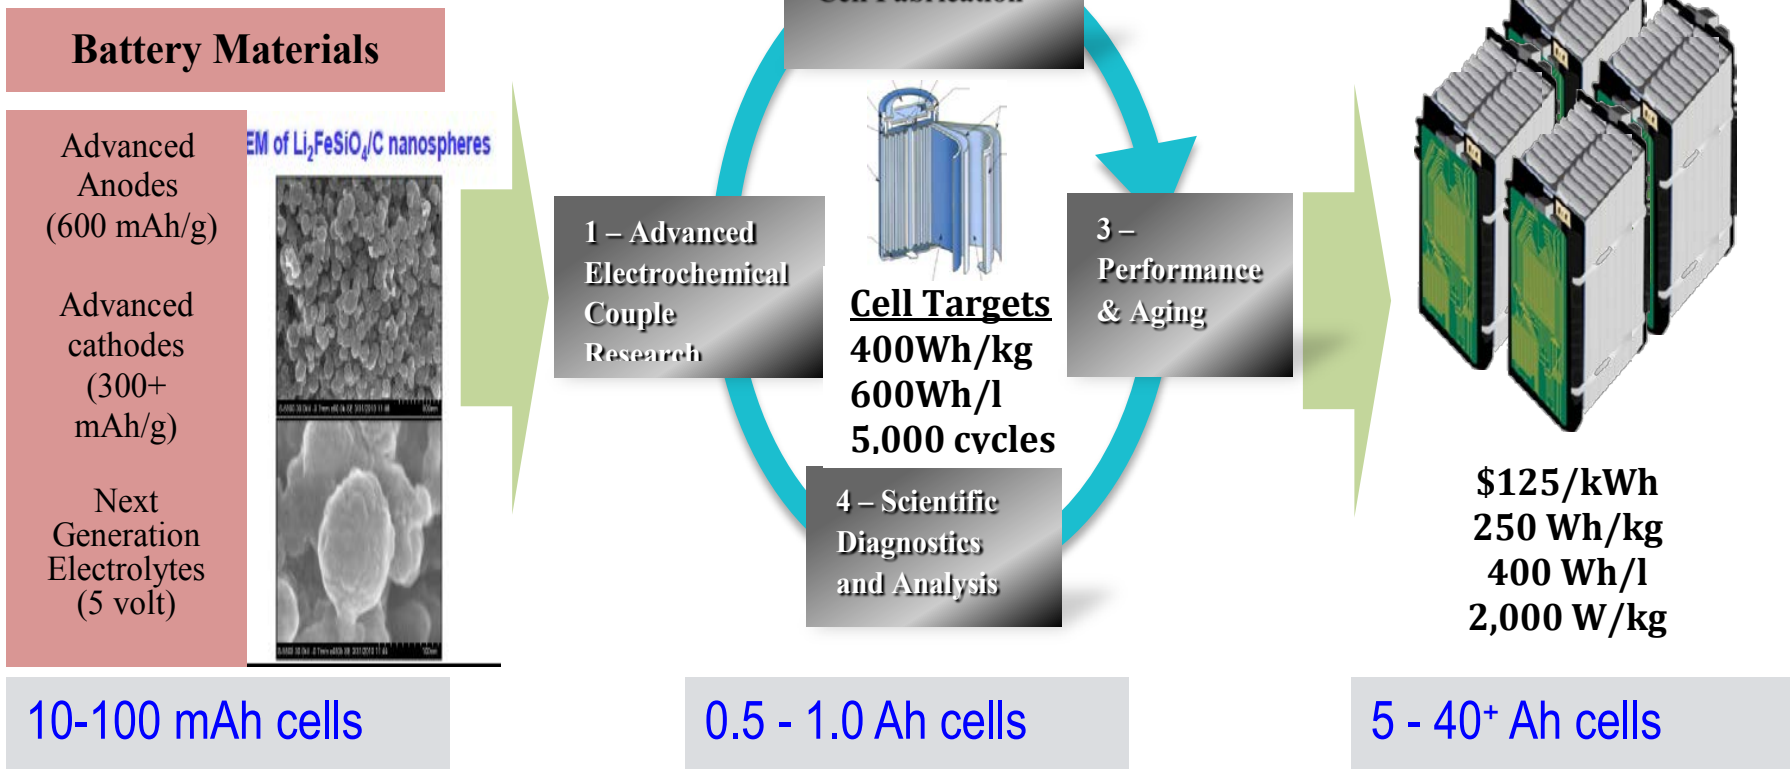 Cell Fabrication
Battery Materials
Advanced
Anodes
(600 mAh/g)
Advanced
cathodes
(300+
mAh/g)
Next
Generation
Electrolytes
(5 volt)
EM of Li₂FeSiO₄/C nanospheres
1 – Advanced
Electrochemical
Couple
Research
Cell Targets
400Wh/kg
600Wh/l
5,000 cycles
3 –
Performance
& Aging
4 – Scientific
Diagnostics
and Analysis
$125/kWh
250 Wh/kg
400 Wh/l
2,000 W/kg
10-100 mAh cells
0.5 - 1.0 Ah cells
5 - 40⁺ Ah cells